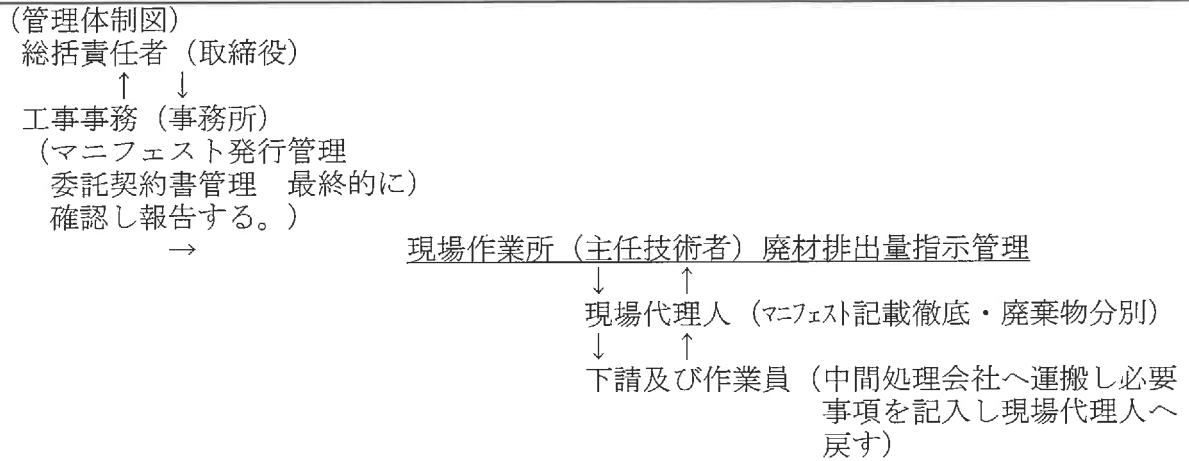 （管理体制図）
総括責任者（取締役）
↑ ↓
工事事務（事務所）
（マニフェスト発行管理
委託契約書管理　最終的に）
確認し報告する。）
→ 現場作業所（主任技術者）廃材排出量指示管理
↓ ↑
現場代理人（ﾏﾆﾌｪｽﾄ記載徹底・廃棄物分別）
↓ ↑
下請及び作業員（中間処理会社へ運搬し必要
事項を記入し現場代理人へ
戻す）